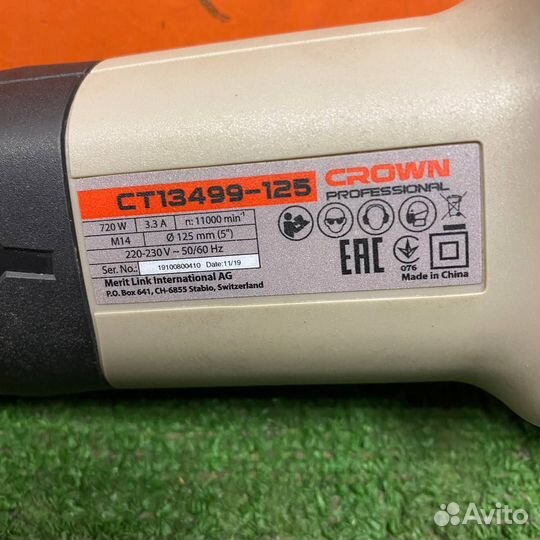 CT13499-125
CROWN
PROFESSIONAL
720 W 3.3 A n: 11000 min-1
M14 Ø 125 mm (5")
220-230 V ~ 50/60 Hz
Ser. No.: 19100800410 Date:11/19
Merit Link International AG
P.O. Box 641, CH-6855 Stabio, Switzerland
EAC
076
Made in China
Avito